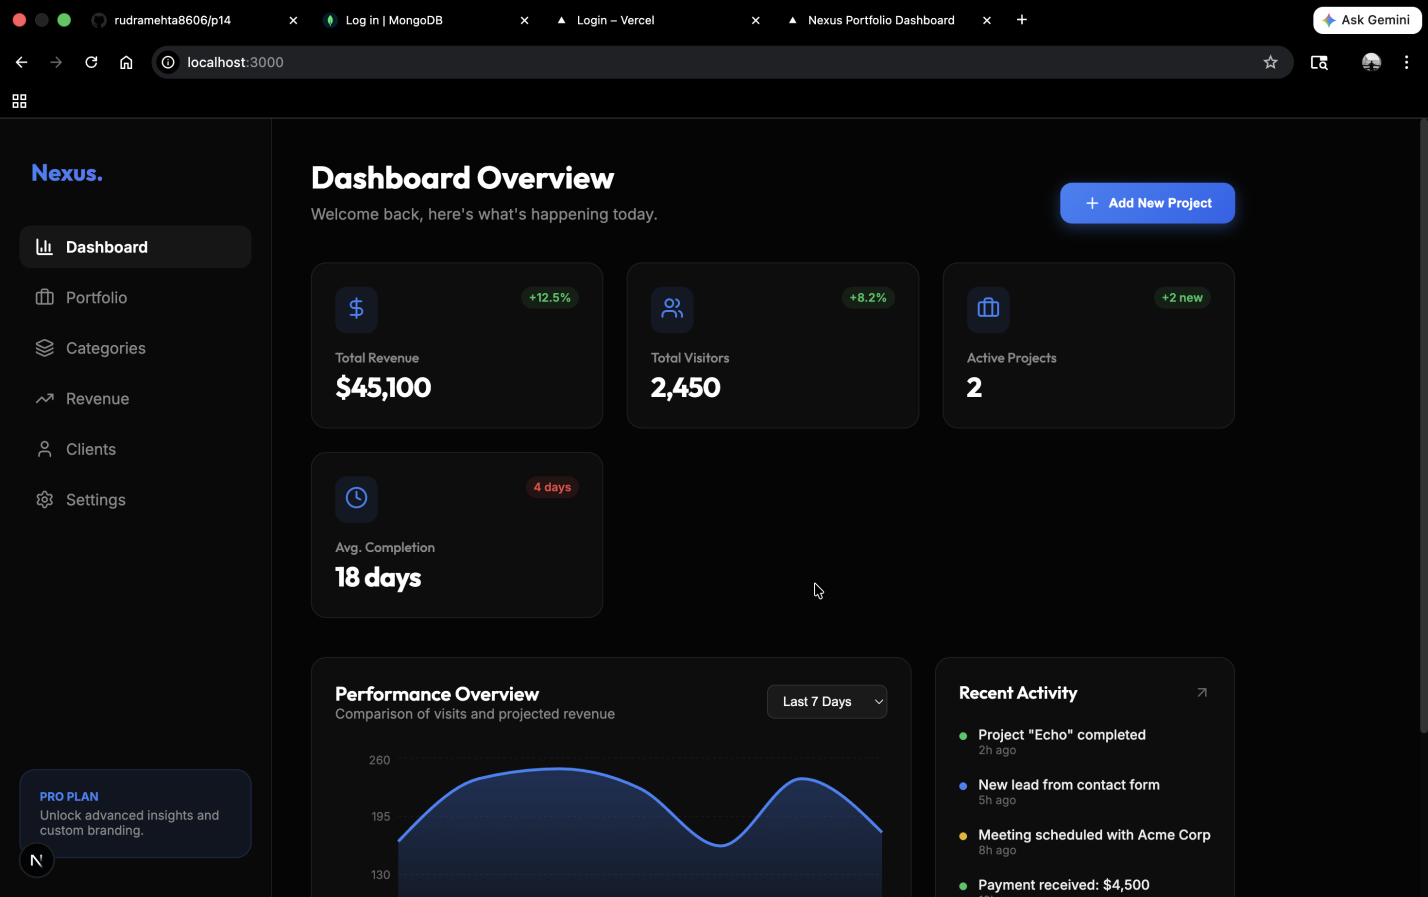 rudramehta8606/p14
Log in | MongoDB
Login – Vercel
Nexus Portfolio Dashboard
Ask Gemini
localhost:3000
Nexus.
Dashboard
Portfolio
Categories
Revenue
Clients
Settings
PRO PLAN
Unlock advanced insights and
custom branding.
N
Dashboard Overview
Welcome back, here's what's happening today.
Add New Project
+12.5%
Total Revenue
$45,100
+8.2%
Total Visitors
2,450
+2 new
Active Projects
2
4 days
Avg. Completion
18 days
Performance Overview
Comparison of visits and projected revenue
Last 7 Days
260
195
130
Recent Activity
Project "Echo" completed
2h ago
New lead from contact form
5h ago
Meeting scheduled with Acme Corp
8h ago
Payment received: $4,500